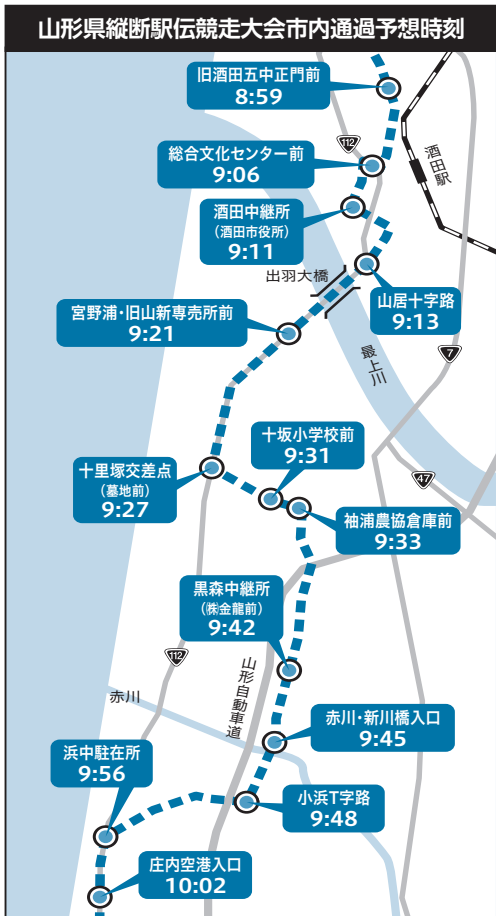 山形県縦断駅伝競走大会市内通過予想時刻
旧酒田五中正門前
8:59
112
総合文化センター前
9:06
酒田駅
酒田中継所
(酒田市役所)
9:11
出羽大橋
山居十字路
9:13
宮野浦・旧山新専売所前
9:21
最上川
7
十坂小学校前
9:31
十里塚交差点
(墓地前)
9:27
47
袖浦農協倉庫前
9:33
黒森中継所
(㈱金龍前)
9:42
112
山形自動車道
赤川
赤川・新川橋入口
9:45
浜中駐在所
9:56
小浜T字路
9:48
庄内空港入口
10:02